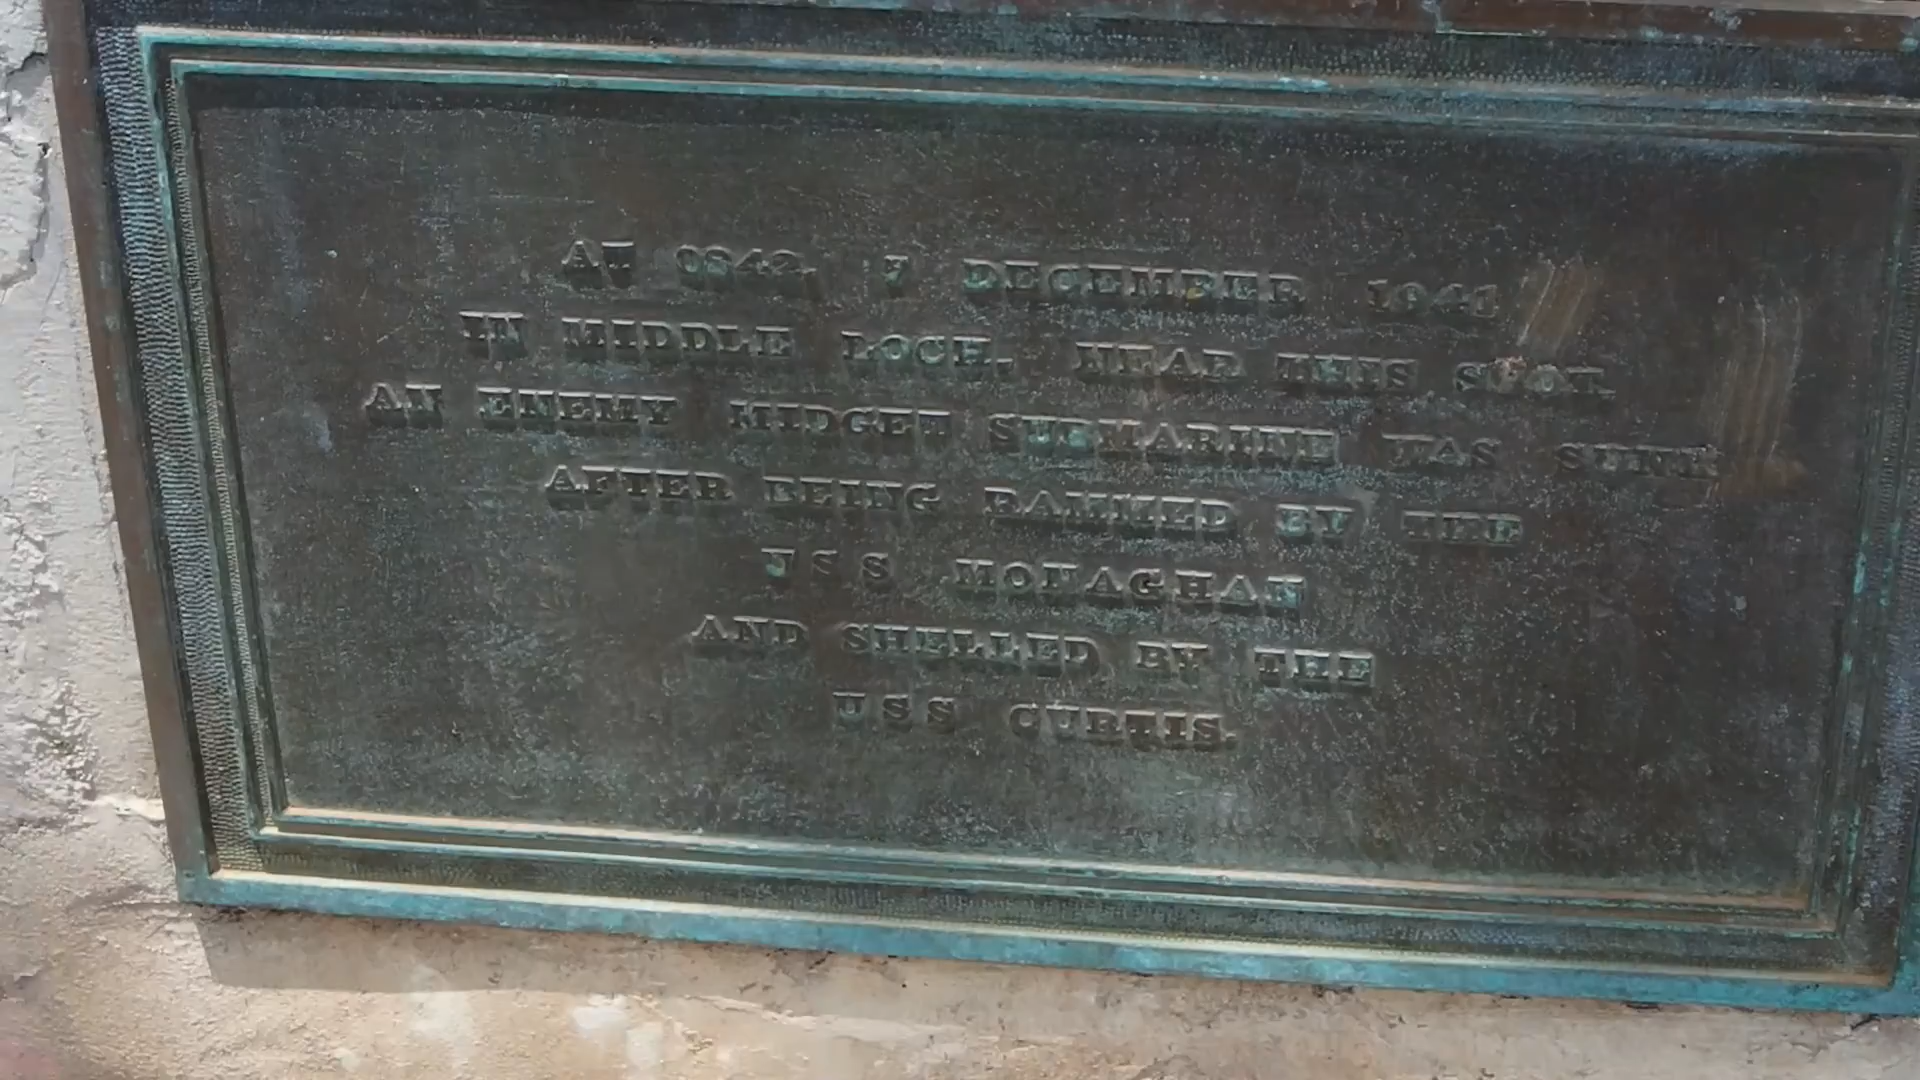 AT 0842, 7 DECEMBER 1941
IN MIDDLE LOCH, NEAR THIS SPOT,
AN ENEMY MIDGET SUBMARINE WAS SUNK
AFTER BEING RAMMED BY THE
USS MONAGHAN
AND SHELLED BY THE
USS CURTIS.